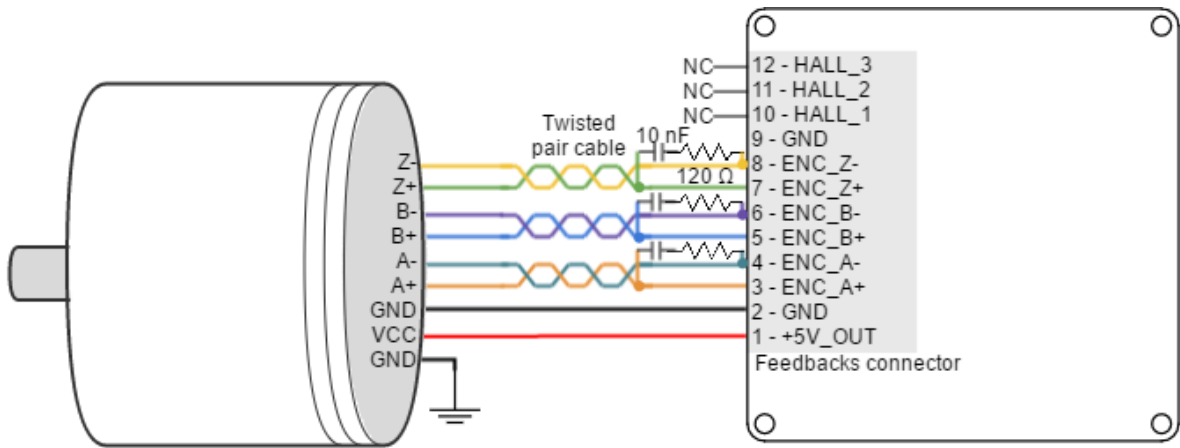 NC 12 - HALL_3
NC 11 - HALL_2
NC 10 - HALL_1
9 - GND
Twisted
pair cable
10 nF
120 Ω
Z- 8 - ENC_Z-
Z+ 7 - ENC_Z+
B- 6 - ENC_B-
B+ 5 - ENC_B+
A- 4 - ENC_A-
A+ 3 - ENC_A+
GND 2 - GND
VCC 1 - +5V_OUT
GND
Feedbacks connector